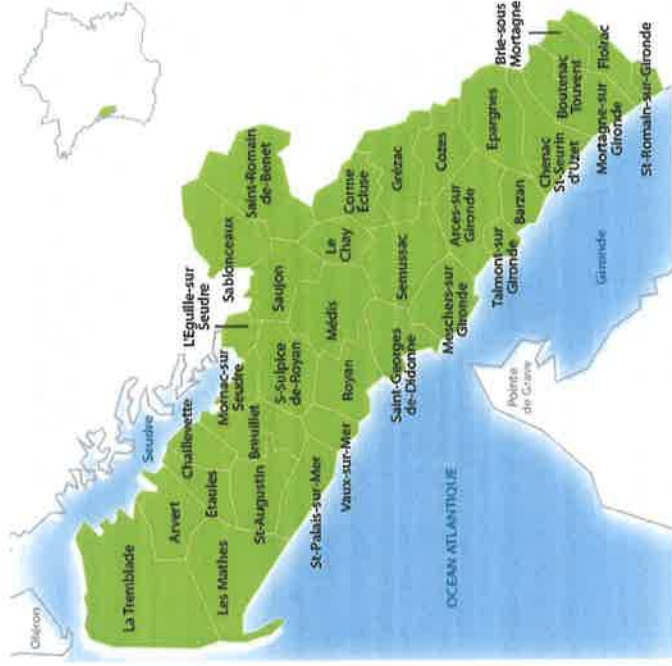 Oléron
La Tremblade
Les Mathes
Arvert
Etaules
Chaillevette
Seudre
St-Augustin
Breuillet
Mornac-sur
Seudre
L'Eguille-sur
Seudre
St-Palais-sur-Mer
Vaux-sur-Mer
S-Sulpice
de-Royan
Royan
Médis
Saujon
Sablonceaux
Saint-Romain
de-Benet
Le
Chay
Corme
Ecluse
Saint-Georges
de-Didonne
Semussac
Grézac
Cozes
Meschers-sur
Gironde
Arces-sur
Gironde
Talmont-sur
Gironde
Barzan
Epargnes
Chenac
St-Seurin
d'Uzet
Brie-sous
Mortagne
Boutenac
Touvent
Mortagne-sur
Gironde
Floirac
St-Romain-sur-Gironde
OCEAN ATLANTIQUE
Pointe
de Grave
Gironde